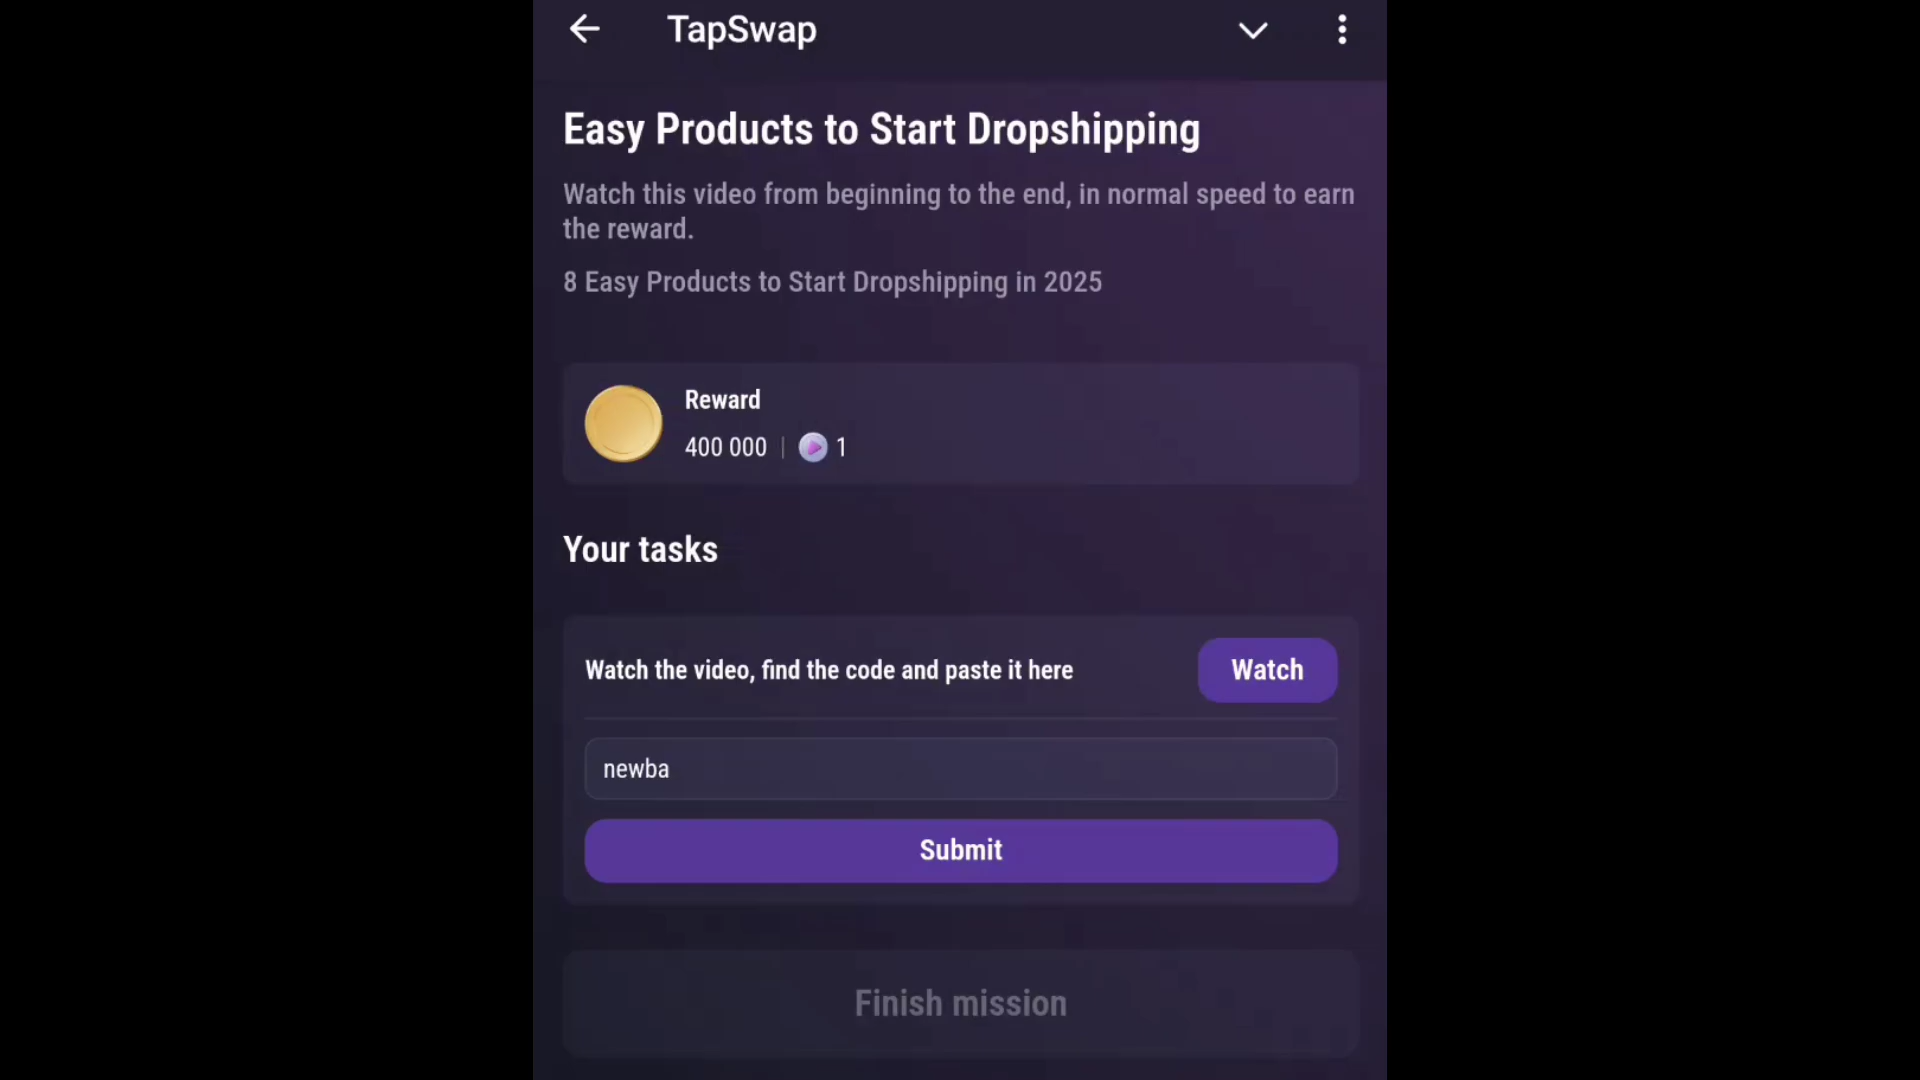 TapSwap
Easy Products to Start Dropshipping
Watch this video from beginning to the end, in normal speed to earn
the reward.
8 Easy Products to Start Dropshipping in 2025
Reward
400 000 | 1
Your tasks
Watch the video, find the code and paste it here
Watch
newba
Submit
Finish mission